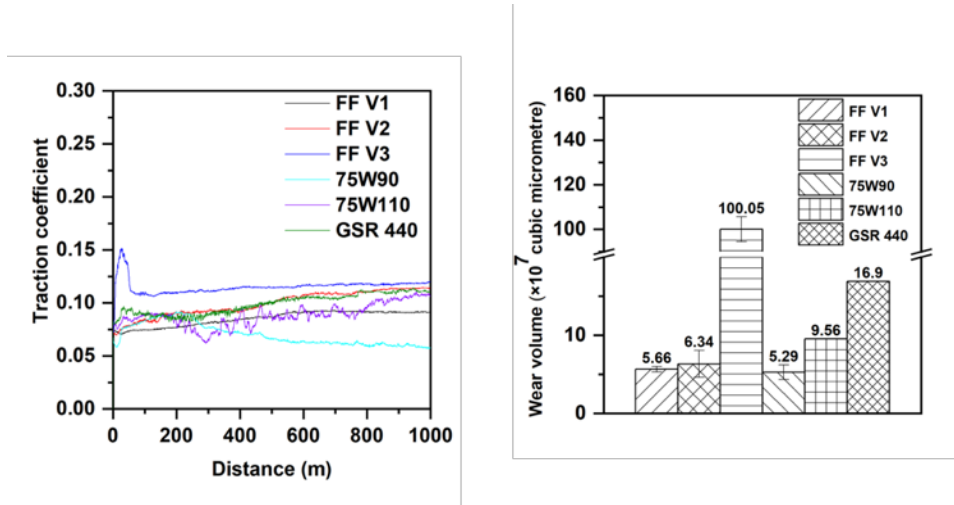 0.30
0.25
0.20
0.15
0.10
0.05
0.00
Traction coefficient
FF V1
FF V2
FF V3
75W90
75W110
GSR 440
0 200 400 600 800 1000
Distance (m)
160
140
120
100
10
0
Wear volume (×10⁷ cubic micrometre)
FF V1
FF V2
FF V3
75W90
75W110
GSR 440
5.66
6.34
100.05
5.29
9.56
16.9